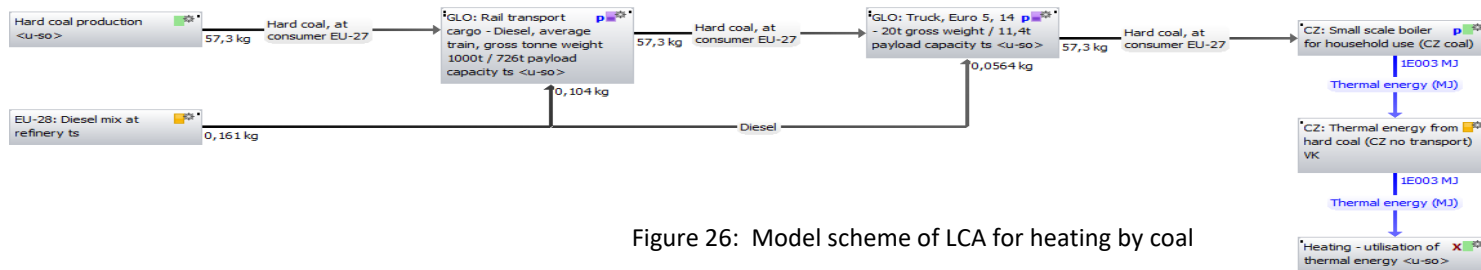 Hard coal production
<u-so>
57,3 kg
Hard coal, at
consumer EU-27
GLO: Rail transport p
cargo - Diesel, average
train, gross tonne weight
1000t / 726t payload
capacity ts <u-so>
57,3 kg
Hard coal, at
consumer EU-27
GLO: Truck, Euro 5, 14 p
- 20t gross weight / 11,4t
payload capacity ts <u-so>
57,3 kg
Hard coal, at
consumer EU-27
CZ: Small scale boiler p
for household use (CZ coal)
0,104 kg
0,0564 kg
1E003 MJ
Thermal energy (MJ)
EU-28: Diesel mix at
refinery ts
0,161 kg
Diesel
CZ: Thermal energy from
hard coal (CZ no transport)
VK
1E003 MJ
Thermal energy (MJ)
Figure 26: Model scheme of LCA for heating by coal
Heating - utilisation of X
thermal energy <u-so>